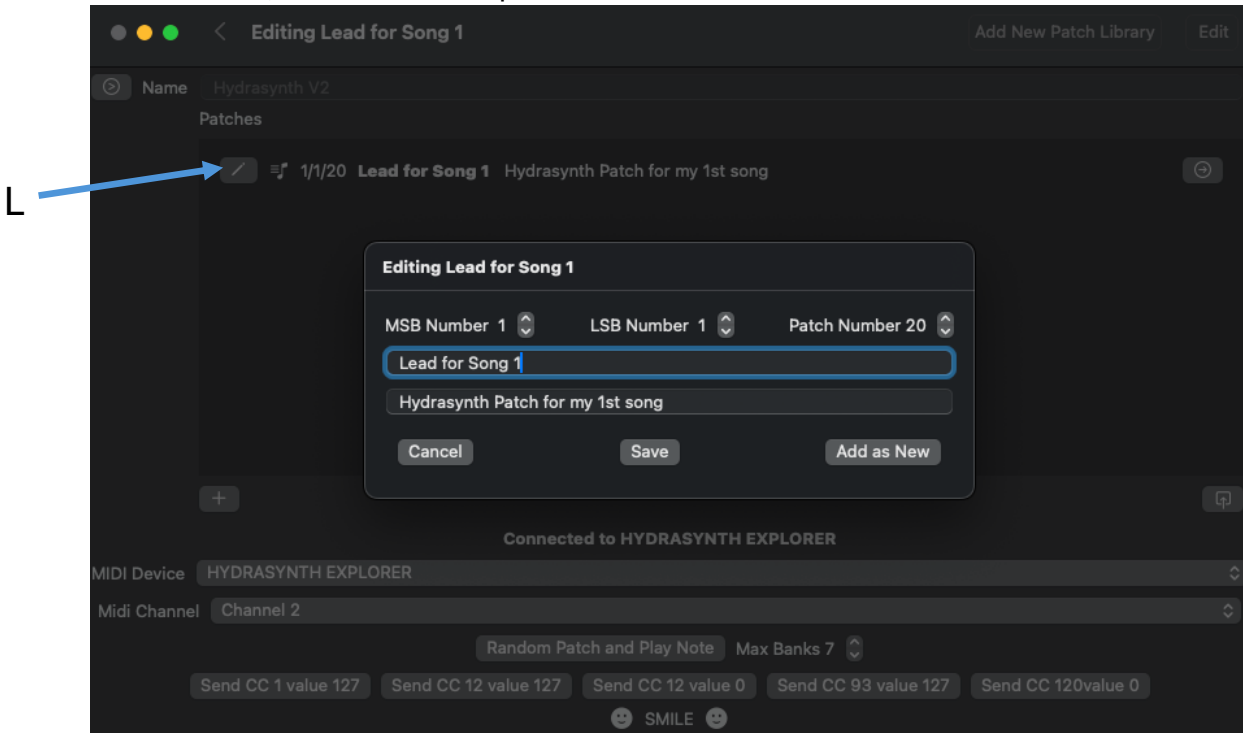 Editing Lead for Song 1 Add New Patch Library Edit
Name Hydrasynth V2
Patches
1/1/20 Lead for Song 1 Hydrasynth Patch for my 1st song
L
Editing Lead for Song 1
MSB Number 1 LSB Number 1 Patch Number 20
Lead for Song 1
Hydrasynth Patch for my 1st song
Cancel Save Add as New
Connected to HYDRASYNTH EXPLORER
MIDI Device HYDRASYNTH EXPLORER
Midi Channel Channel 2
Random Patch and Play Note Max Banks 7
Send CC 1 value 127 Send CC 12 value 127 Send CC 12 value 0 Send CC 93 value 127 Send CC 120value 0
SMILE